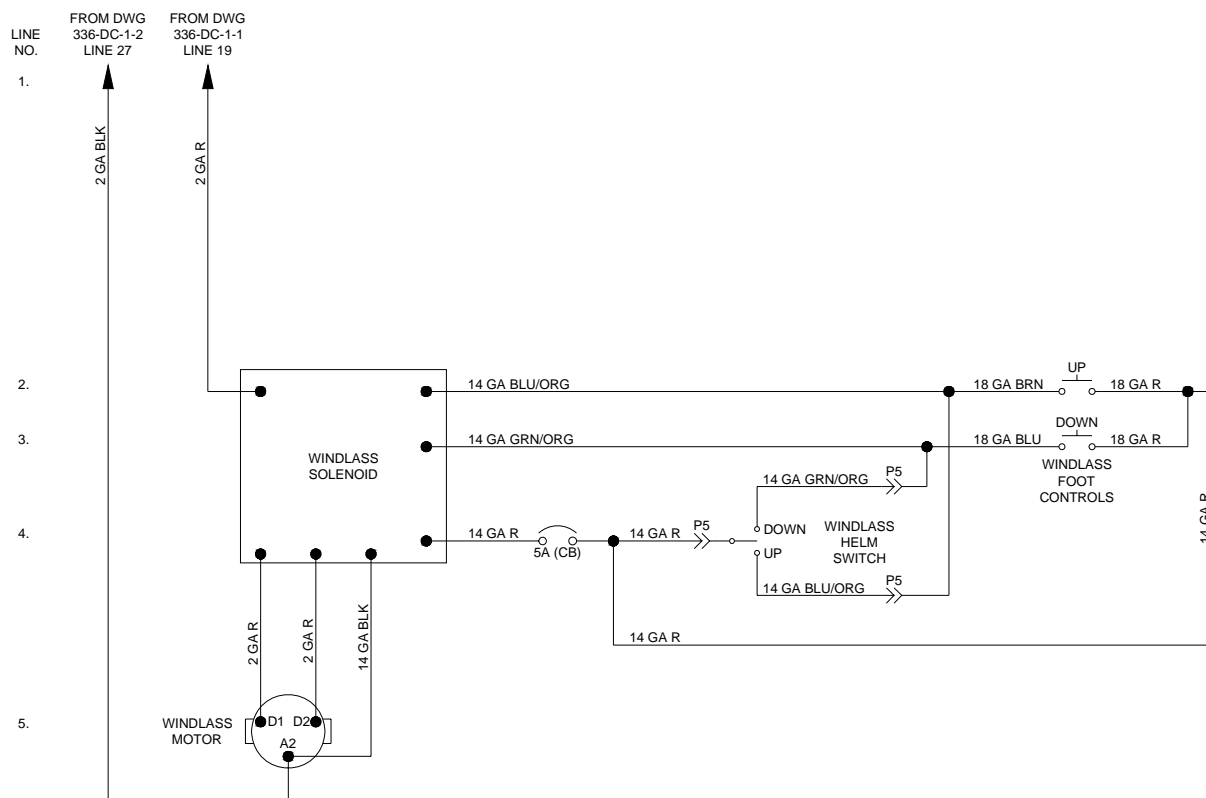 LINE
NO.
FROM DWG
336-DC-1-2
LINE 27
FROM DWG
336-DC-1-1
LINE 19
1.
2 GA BLK
2 GA R
2.
14 GA BLU/ORG
18 GA BRN
UP
18 GA R
3.
14 GA GRN/ORG
18 GA BLU
DOWN
18 GA R
WINDLASS
SOLENOID
WINDLASS
FOOT
CONTROLS
14 GA GRN/ORG
P5
4.
14 GA R
5A (CB)
14 GA R
P5
DOWN
UP
WINDLASS
HELM
SWITCH
14 GA R
14 GA BLU/ORG
P5
2 GA R
2 GA R
14 GA BLK
14 GA R
5.
WINDLASS
MOTOR
D1
D2
A2